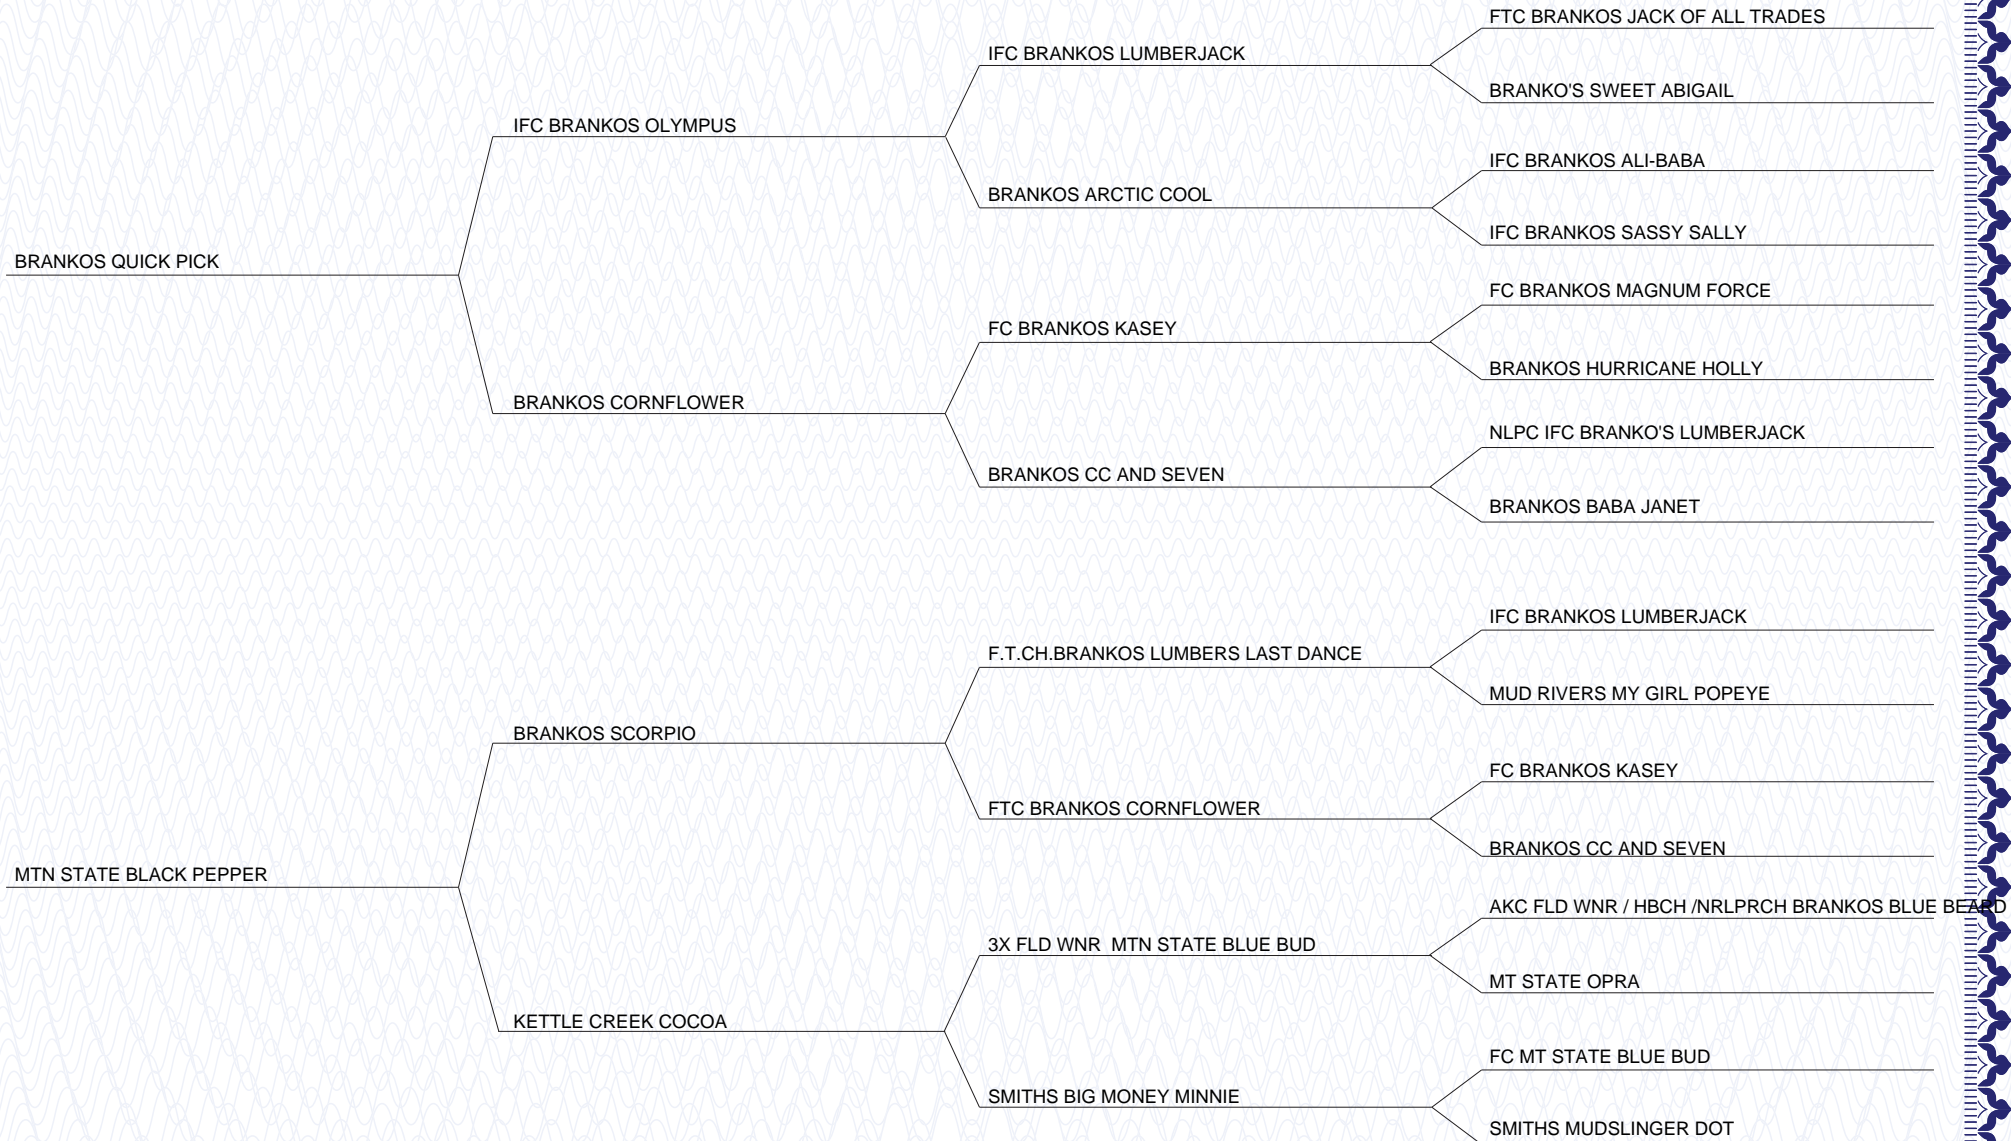 FTC BRANKOS JACK OF ALL TRADES
IFC BRANKOS LUMBERJACK
BRANKO'S SWEET ABIGAIL
IFC BRANKOS OLYMPUS
IFC BRANKOS ALI-BABA
BRANKOS ARCTIC COOL
IFC BRANKOS SASSY SALLY
BRANKOS QUICK PICK
FC BRANKOS MAGNUM FORCE
FC BRANKOS KASEY
BRANKOS HURRICANE HOLLY
BRANKOS CORNFLOWER
NLPC IFC BRANKO'S LUMBERJACK
BRANKOS CC AND SEVEN
BRANKOS BABA JANET
IFC BRANKOS LUMBERJACK
F.T.CH.BRANKOS LUMBERS LAST DANCE
MUD RIVERS MY GIRL POPEYE
BRANKOS SCORPIO
FC BRANKOS KASEY
FTC BRANKOS CORNFLOWER
BRANKOS CC AND SEVEN
MTN STATE BLACK PEPPER
AKC FLD WNR / HBCH /NRLPRCH BRANKOS BLUE BEARD
3X FLD WNR  MTN STATE BLUE BUD
MT STATE OPRA
KETTLE CREEK COCOA
FC MT STATE BLUE BUD
SMITHS BIG MONEY MINNIE
SMITHS MUDSLINGER DOT